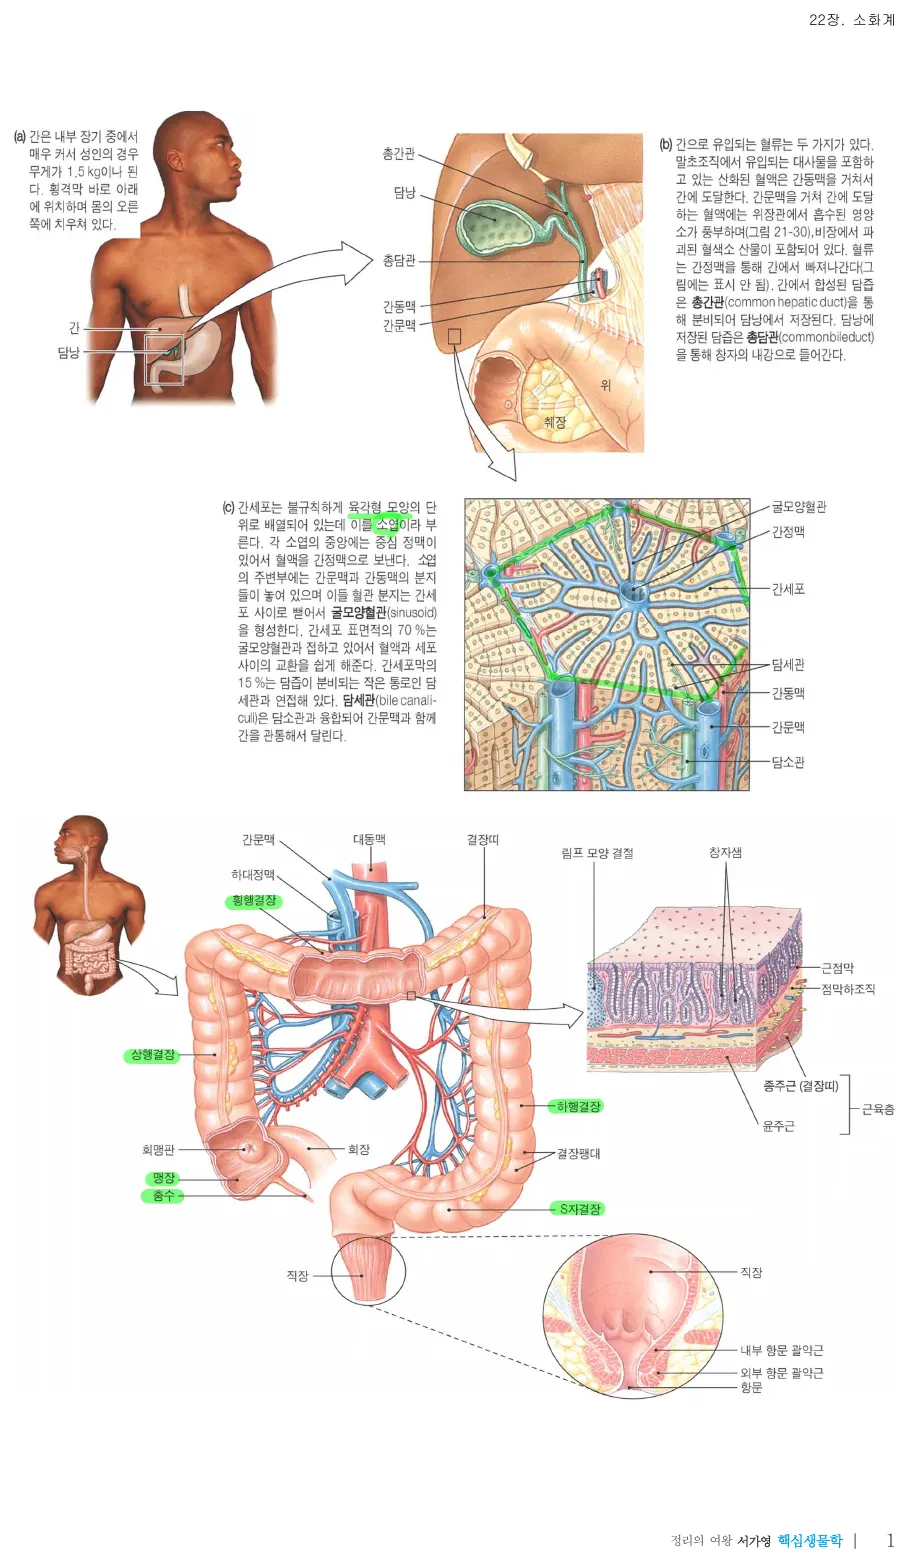 22장. 소화계
(a) 간은 내부 장기 중에서
매우 커서 성인의 경우
무게가 1.5 kg이나 된
다. 횡격막 바로 아래
에 위치하며 몸의 오른
쪽에 치우쳐 있다.
간
담낭
총간관
담낭
총담관
간동맥
간문맥
위
췌장
(b) 간으로 유입되는 혈류는 두 가지가 있다.
말초조직에서 유입되는 대사물을 포함하
고 있는 산화된 혈액은 간동맥을 거쳐서
간에 도달한다. 간문맥을 거쳐 간에 도달
하는 혈액에는 위장관에서 흡수된 영양
소가 풍부하며(그림 21-30),비장에서 파
괴된 혈색소 산물이 포함되어 있다. 혈류
는 간정맥을 통해 간에서 빠져나간다(그
림에는 표시 안 됨). 간에서 합성된 담즙
은 총간관(common hepatic duct)을 통
해 분비되어 담낭에서 저장된다. 담낭에
저장된 담즙은 총담관(commonbileduct)
을 통해 창자의 내강으로 들어간다.
(c) 간세포는 불규칙하게 육각형 모양의 단
위로 배열되어 있는데 이를 소엽이라 부
른다. 각 소엽의 중앙에는 중심 정맥이
있어서 혈액을 긴정맥으로 보낸다. 소엽
의 주변부에는 간문맥과 간동맥의 분지
들이 놓여 있으며 이들 혈관 분지는 간세
포 사이로 뻗어서 굴모양혈관(sinusoid)
을 형성한다. 간세포 표면적의 70 %는
굴모양혈관과 접하고 있어서 혈액과 세포
사이의 교환을 쉽게 해준다. 간세포막의
15 %는 담즙이 분비되는 작은 통로인 담
세관과 연접해 있다. 담세관(bile canali-
culi)은 담소관과 융합되어 간문맥과 함께
간을 관통해서 달린다.
굴모양혈관
간정맥
간세포
담세관
간동맥
간문맥
담소관
간문맥
대동맥
결장띠
하대정맥
횡행결장
상행결장
회맹판
맹장
충수
회장
하행결장
결장팽대
S자결장
직장
림프 모양 결절
창자샘
근점막
점막하조직
종주근 (결장띠)
윤주근
근육층
직장
내부 항문 괄약근
외부 항문 괄약근
항문
정리의 여왕 서가영 핵심생물학 | 1